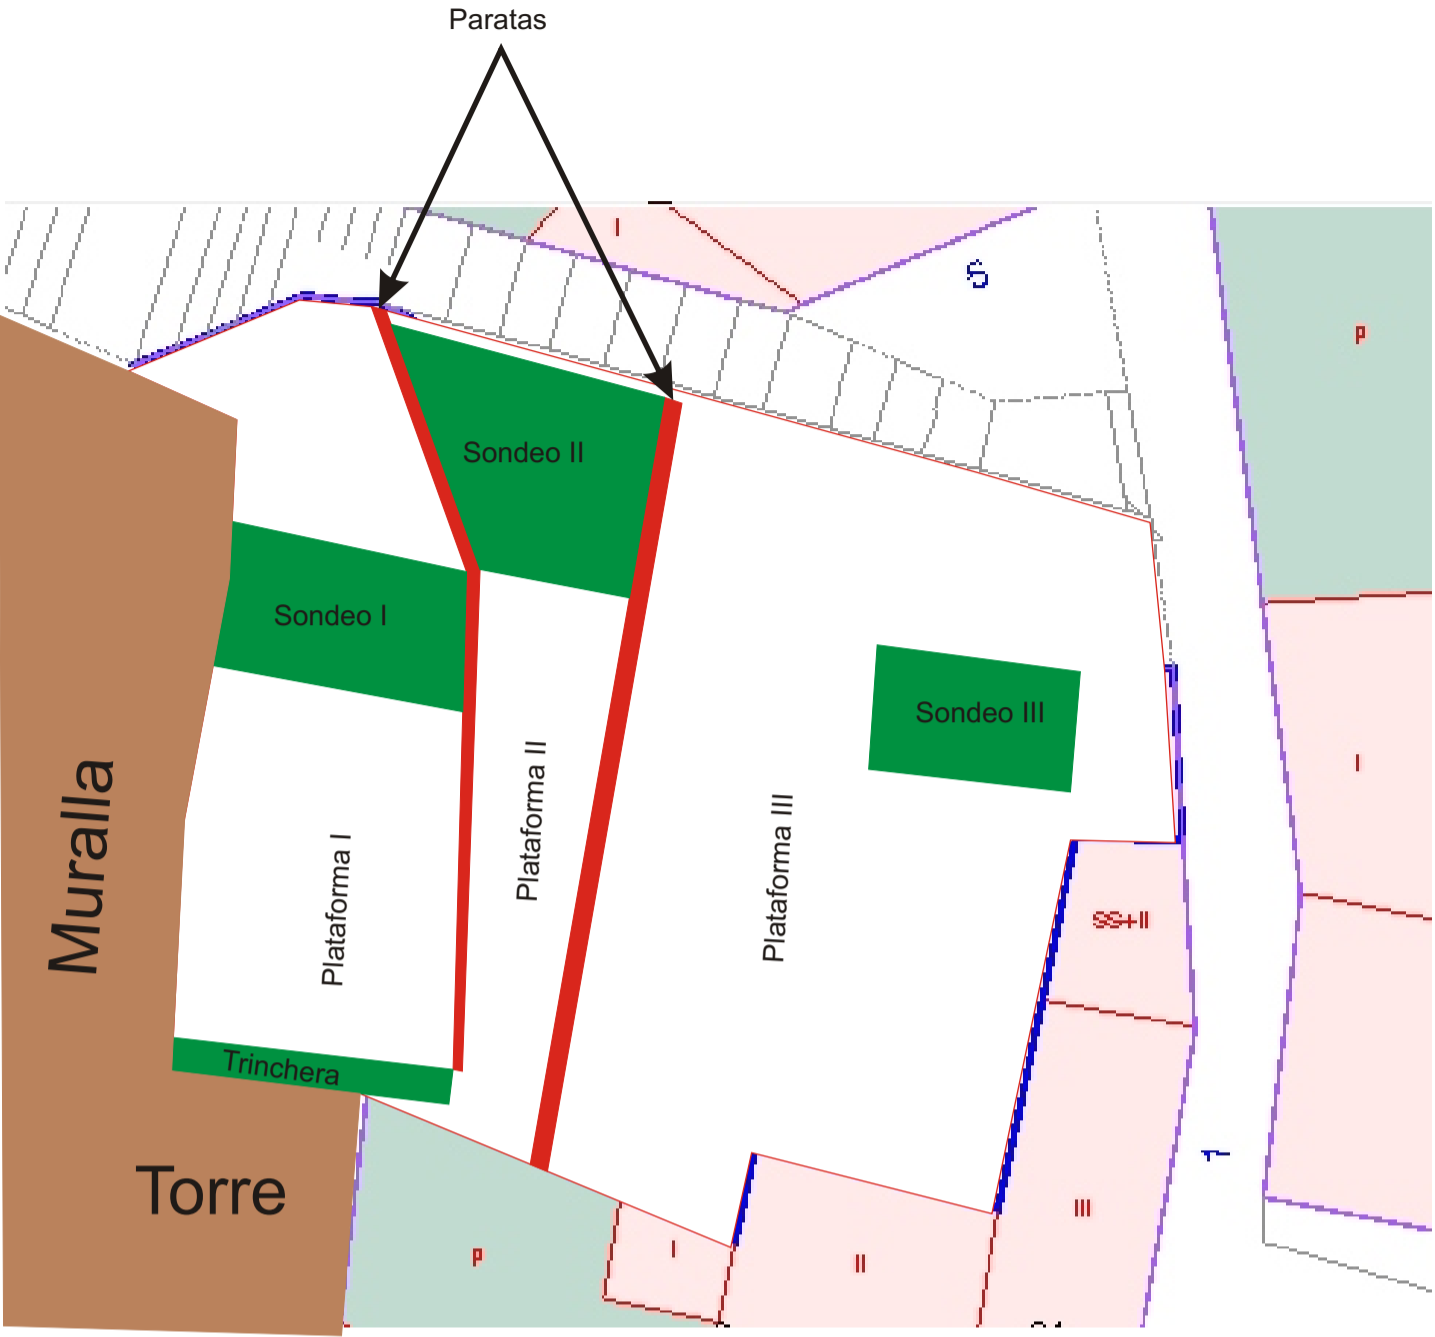 Paratas
I
S
P
Sondeo II
Sondeo I
Sondeo III
I
Plataforma II
Plataforma III
Muralla
Plataforma I
SS+II
Trinchera
Torre
III
P
I
II